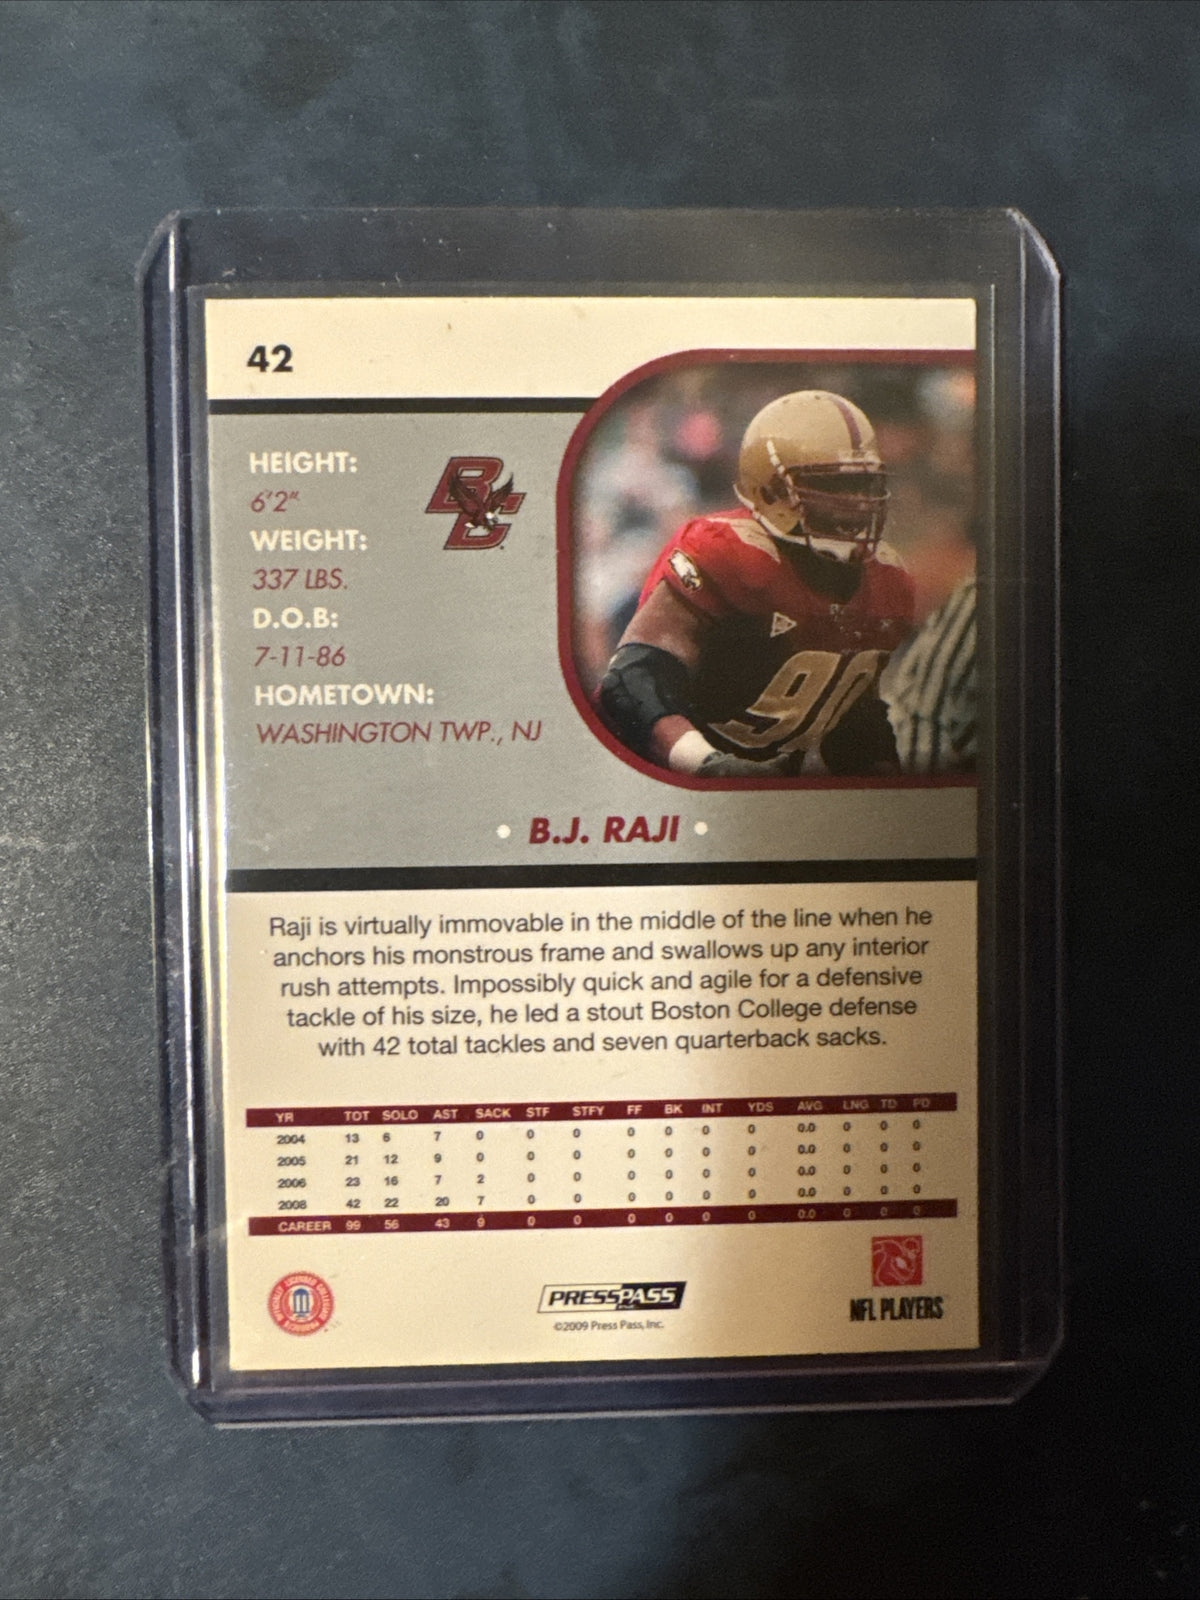 42
HEIGHT:
6'2"
WEIGHT:
337 LBS.
D.O.B:
7-11-86
HOMETOWN:
WASHINGTON TWP., NJ
BC
90
• B.J. RAJI •
Raji is virtually immovable in the middle of the line when he
anchors his monstrous frame and swallows up any interior
rush attempts. Impossibly quick and agile for a defensive
tackle of his size, he led a stout Boston College defense
with 42 total tackles and seven quarterback sacks.
YR TOT SOLO AST SACK STF STFY FF BK INT YDS AVG LNG TD PD
2004 13 6 7 0 0 0 0 0 0 0 0.0 0 0 0
2005 21 12 9 0 0 0 0 0 0 0 0.0 0 0 0
2006 23 16 7 2 0 0 0 0 0 0 0.0 0 0 0
2008 42 22 20 7 0 0 0 0 0 0 0.0 0 0 0
CAREER 99 56 43 9 0 0 0 0 0 0 0.0 0 0 0
OFFICIALLY LICENSED COLLEGIATE PRODUCTS
PRESSPASS
©2009 Press Pass, Inc.
NFL PLAYERS